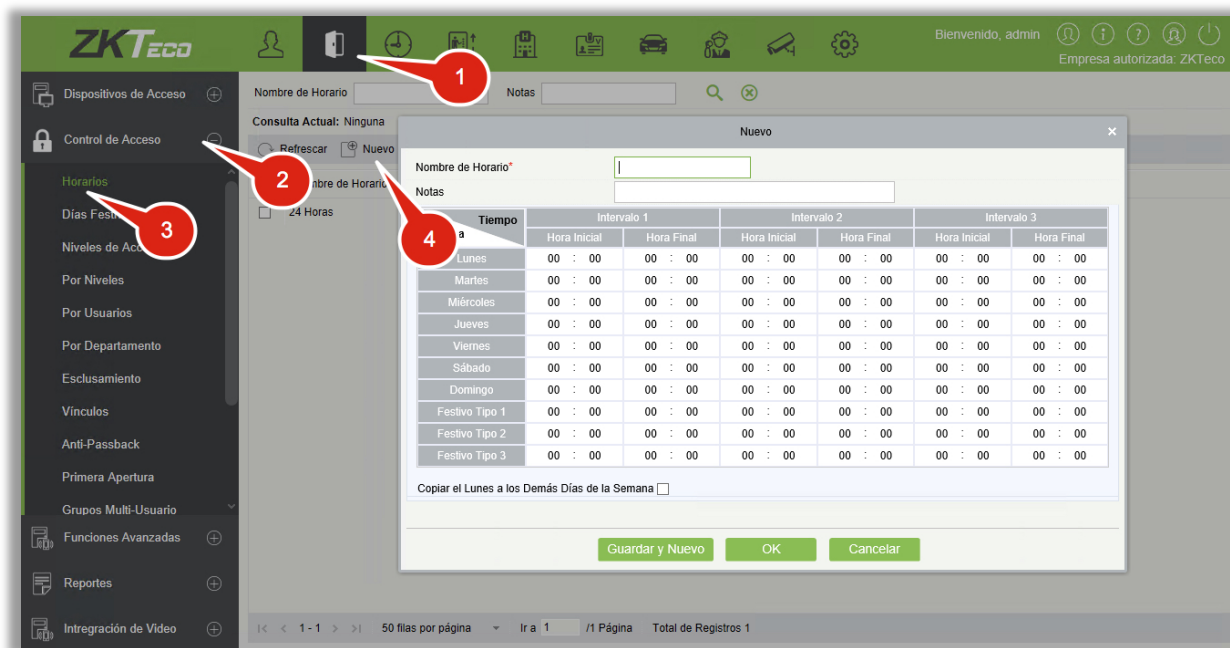 ZKTECO
Bienvenido, admin
Empresa autorizada: ZKTeco
1
Dispositivos de Acceso
Control de Acceso
2
Horarios
3
Días
Niveles de
Por Niveles
Por Usuarios
Por Departamento
Esclusamiento
Vínculos
Anti-Passback
Primera Apertura
Grupos Multi-Usuario
Funciones Avanzadas
Reportes
Intregración de Video
Nombre de Horario Notas
Consulta Actual: Ninguna
Refrescar Nuevo
4
24 Horas
Nuevo
Nombre de Horario*
Notas
Tiempo Intervalo 1 Intervalo 2 Intervalo 3
Hora Inicial Hora Final Hora Inicial Hora Final Hora Inicial Hora Final
Lunes 00 : 00 00 : 00 00 : 00 00 : 00 00 : 00 00 : 00
Martes 00 : 00 00 : 00 00 : 00 00 : 00 00 : 00 00 : 00
Miércoles 00 : 00 00 : 00 00 : 00 00 : 00 00 : 00 00 : 00
Jueves 00 : 00 00 : 00 00 : 00 00 : 00 00 : 00 00 : 00
Viernes 00 : 00 00 : 00 00 : 00 00 : 00 00 : 00 00 : 00
Sábado 00 : 00 00 : 00 00 : 00 00 : 00 00 : 00 00 : 00
Domingo 00 : 00 00 : 00 00 : 00 00 : 00 00 : 00 00 : 00
Festivo Tipo 1 00 : 00 00 : 00 00 : 00 00 : 00 00 : 00 00 : 00
Festivo Tipo 2 00 : 00 00 : 00 00 : 00 00 : 00 00 : 00 00 : 00
Festivo Tipo 3 00 : 00 00 : 00 00 : 00 00 : 00 00 : 00 00 : 00
Copiar el Lunes a los Demás Días de la Semana
Guardar y Nuevo OK Cancelar
|< < 1 - 1 > >| 50 filas por página Ir a 1 /1 Página Total de Registros 1